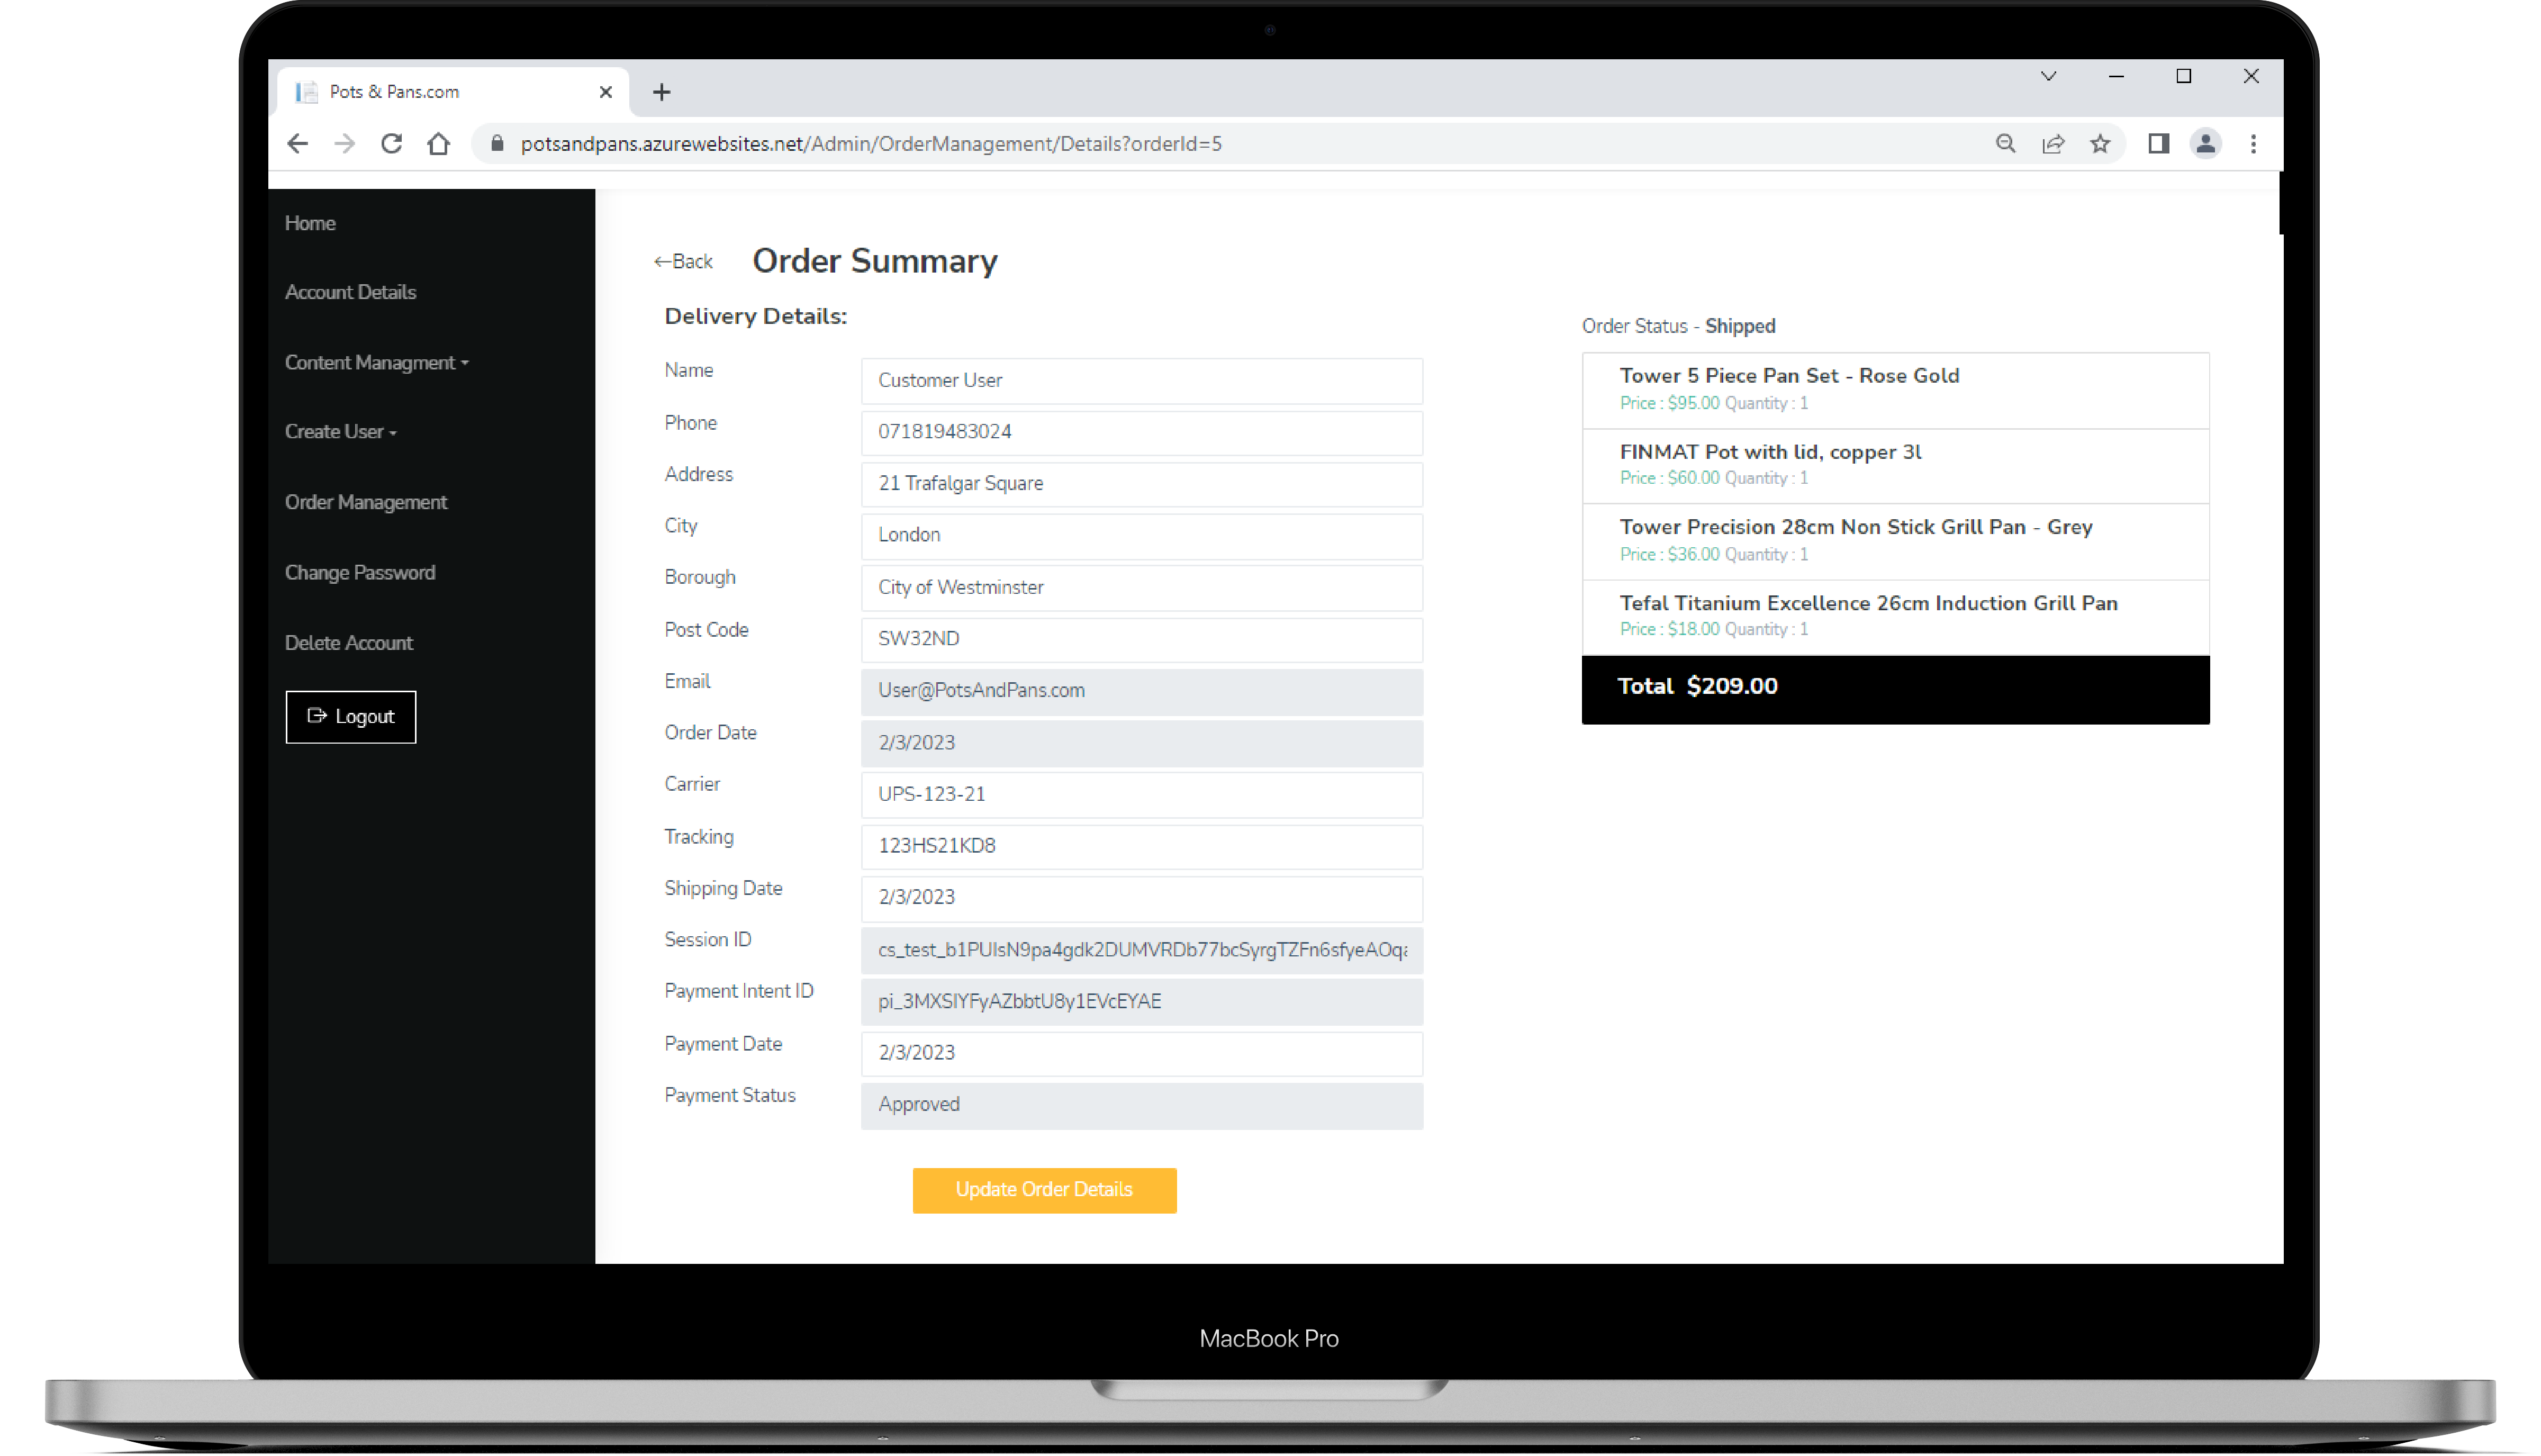 Pots & Pans.com
potsandpans.azurewebsites.net/Admin/OrderManagement/Details?orderId=5
Home
Account Details
Content Managment
Create User
Order Management
Change Password
Delete Account
Logout
←Back Order Summary
Delivery Details:
Name Customer User
Phone 071819483024
Address 21 Trafalgar Square
City London
Borough City of Westminster
Post Code SW32ND
Email User@PotsAndPans.com
Order Date 2/3/2023
Carrier UPS-123-21
Tracking 123HS21KD8
Shipping Date 2/3/2023
Session ID cs_test_b1PUIsN9pa4gdk2DUMVRDb77bcSyrgTZFn6sfyeAOqa
Payment Intent ID pi_3MXSIYFyAZbbtU8y1EVcEYAE
Payment Date 2/3/2023
Payment Status Approved
Update Order Details
Order Status - Shipped
Tower 5 Piece Pan Set - Rose Gold
Price : $95.00 Quantity : 1
FINMAT Pot with lid, copper 3l
Price : $60.00 Quantity : 1
Tower Precision 28cm Non Stick Grill Pan - Grey
Price : $36.00 Quantity : 1
Tefal Titanium Excellence 26cm Induction Grill Pan
Price : $18.00 Quantity : 1
Total $209.00
MacBook Pro